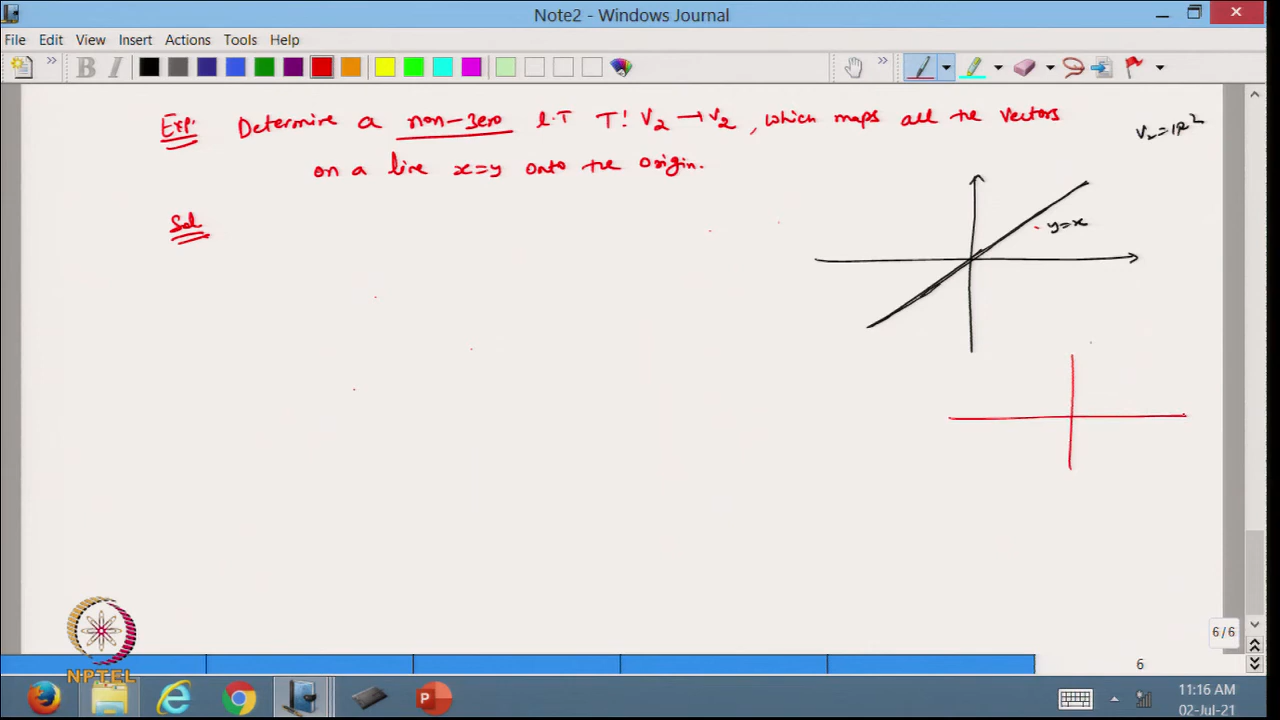 Note2 - Windows Journal
File Edit View Insert Actions Tools Help
B I
Exp: Determine a non-zero L.T T: V2 → V2, which maps all the vectors
on a line x=y onto the origin.
V2=IR^2
Sol
y=x
6 / 6
6
NPTEL
11:16 AM
02-Jul-21